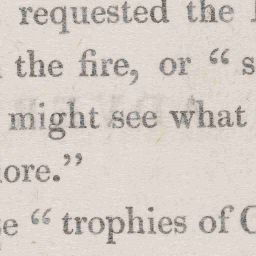 requested the
the fire, or “
might see what
ore.”
“ trophies of